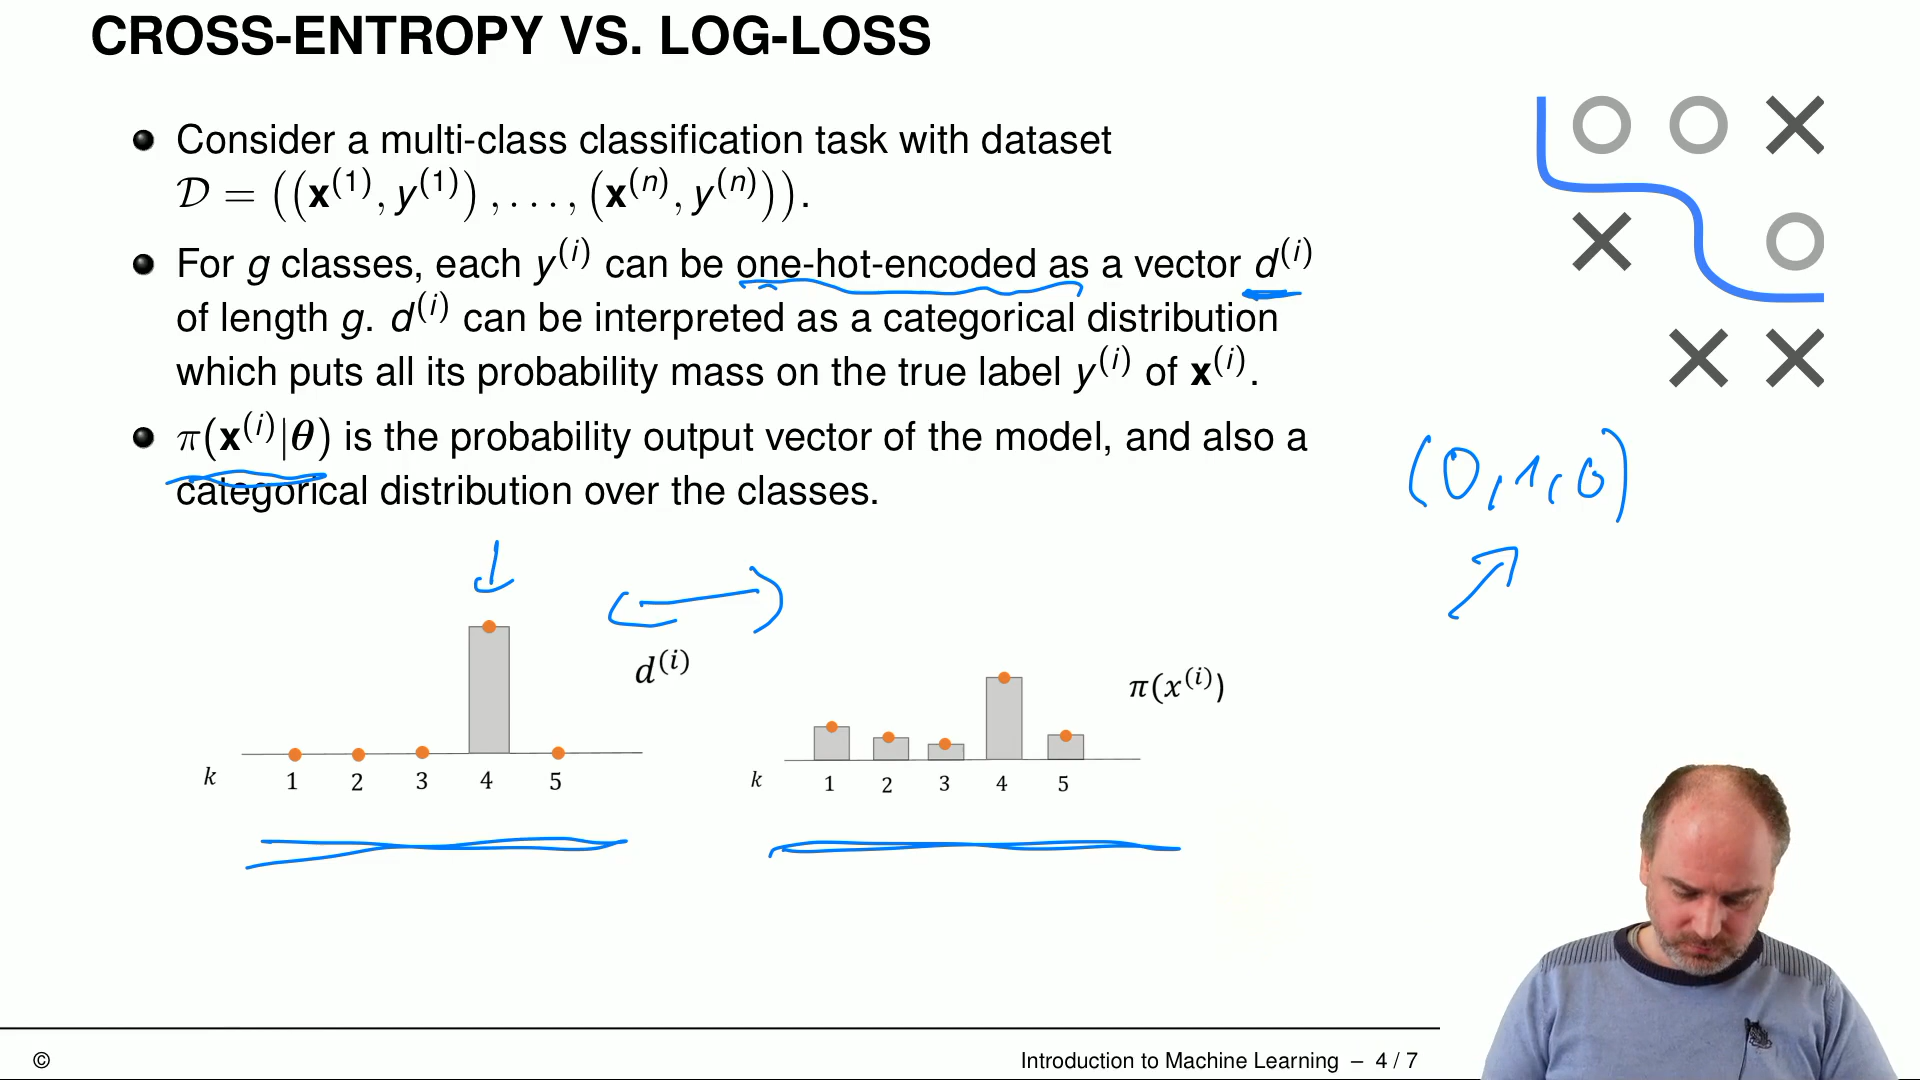 CROSS-ENTROPY VS. LOG-LOSS
Consider a multi-class classification task with dataset
𝒟 = ((x⁽¹⁾, y⁽¹⁾), . . . , (x⁽ⁿ⁾, y⁽ⁿ⁾)).
For g classes, each y⁽ⁱ⁾ can be one-hot-encoded as a vector d⁽ⁱ⁾
of length g. d⁽ⁱ⁾ can be interpreted as a categorical distribution
which puts all its probability mass on the true label y⁽ⁱ⁾ of x⁽ⁱ⁾.
π(x⁽ⁱ⁾|θ) is the probability output vector of the model, and also a
categorical distribution over the classes.
(0,1,0)
d⁽ⁱ⁾
π(x⁽ⁱ⁾)
k 1 2 3 4 5
k 1 2 3 4 5
© Introduction to Machine Learning – 4 / 7